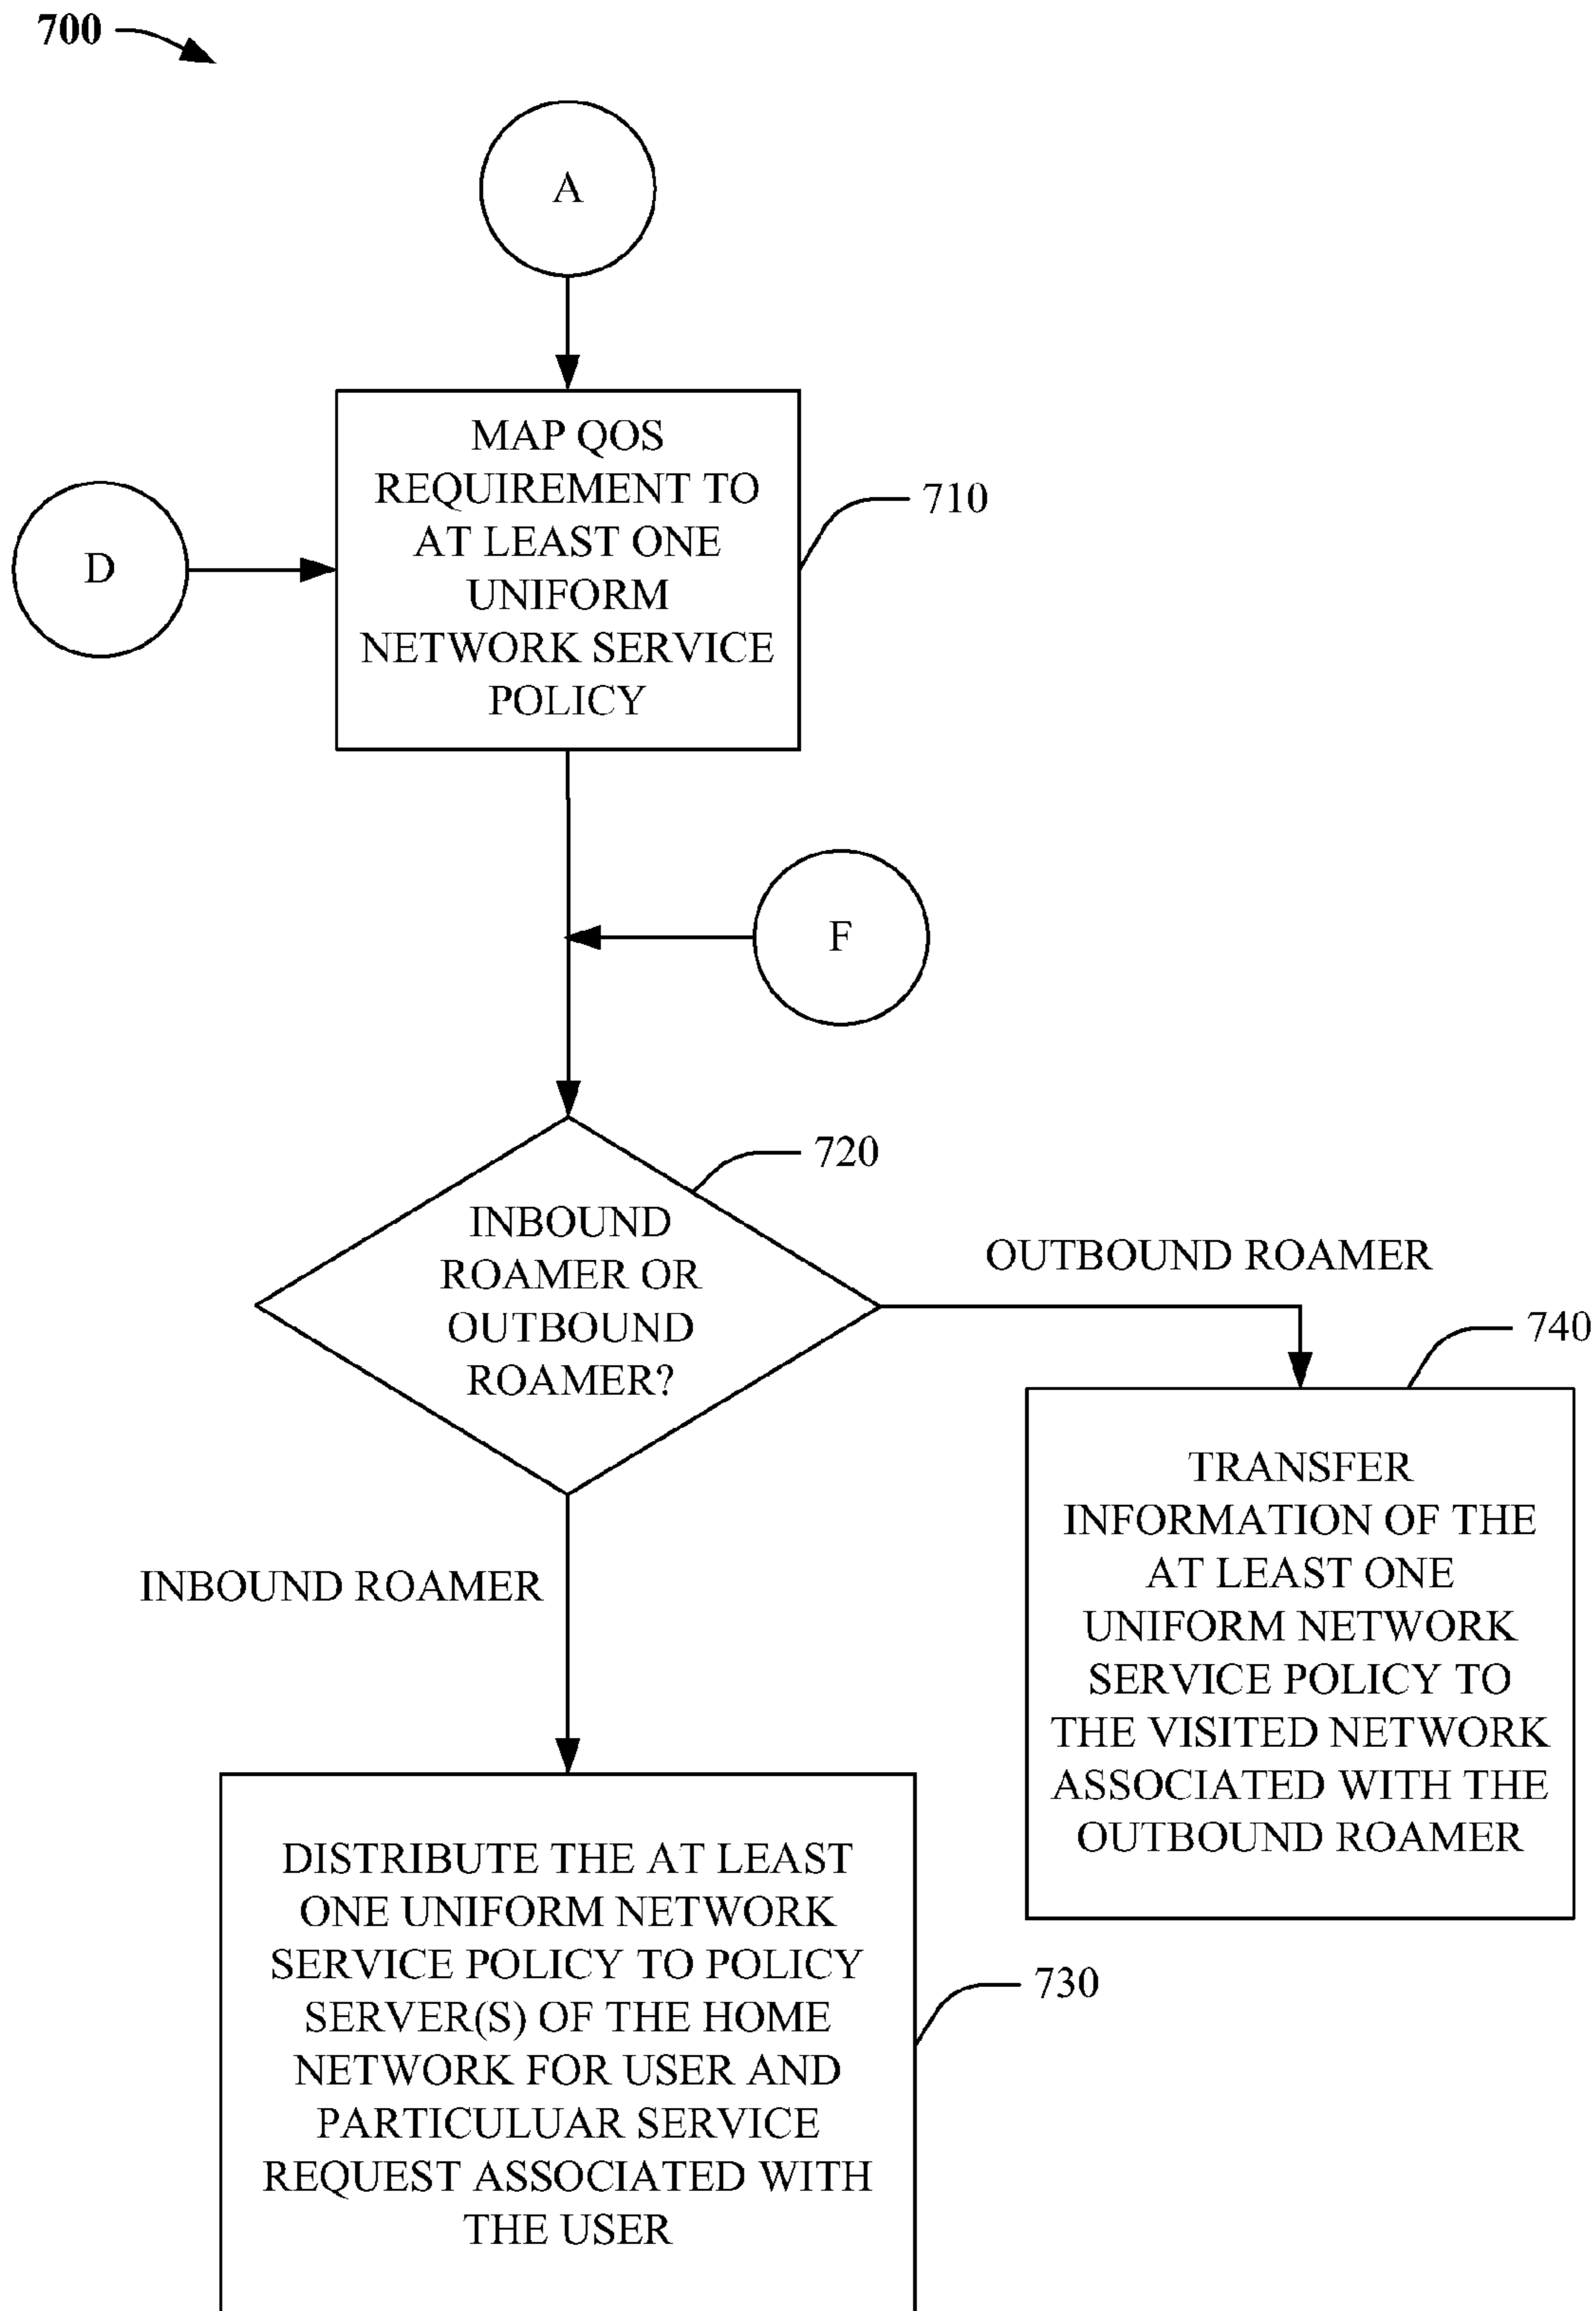 700
A
MAP QOS
REQUIREMENT TO
AT LEAST ONE
UNIFORM
NETWORK SERVICE
POLICY
710
D
F
720
INBOUND
ROAMER OR
OUTBOUND
ROAMER?
OUTBOUND ROAMER
740
TRANSFER
INFORMATION OF THE
AT LEAST ONE
UNIFORM NETWORK
SERVICE POLICY TO
THE VISITED NETWORK
ASSOCIATED WITH THE
OUTBOUND ROAMER
INBOUND ROAMER
DISTRIBUTE THE AT LEAST
ONE UNIFORM NETWORK
SERVICE POLICY TO POLICY
SERVER(S) OF THE HOME
NETWORK FOR USER AND
PARTICULUAR SERVICE
REQUEST ASSOCIATED WITH
THE USER
730